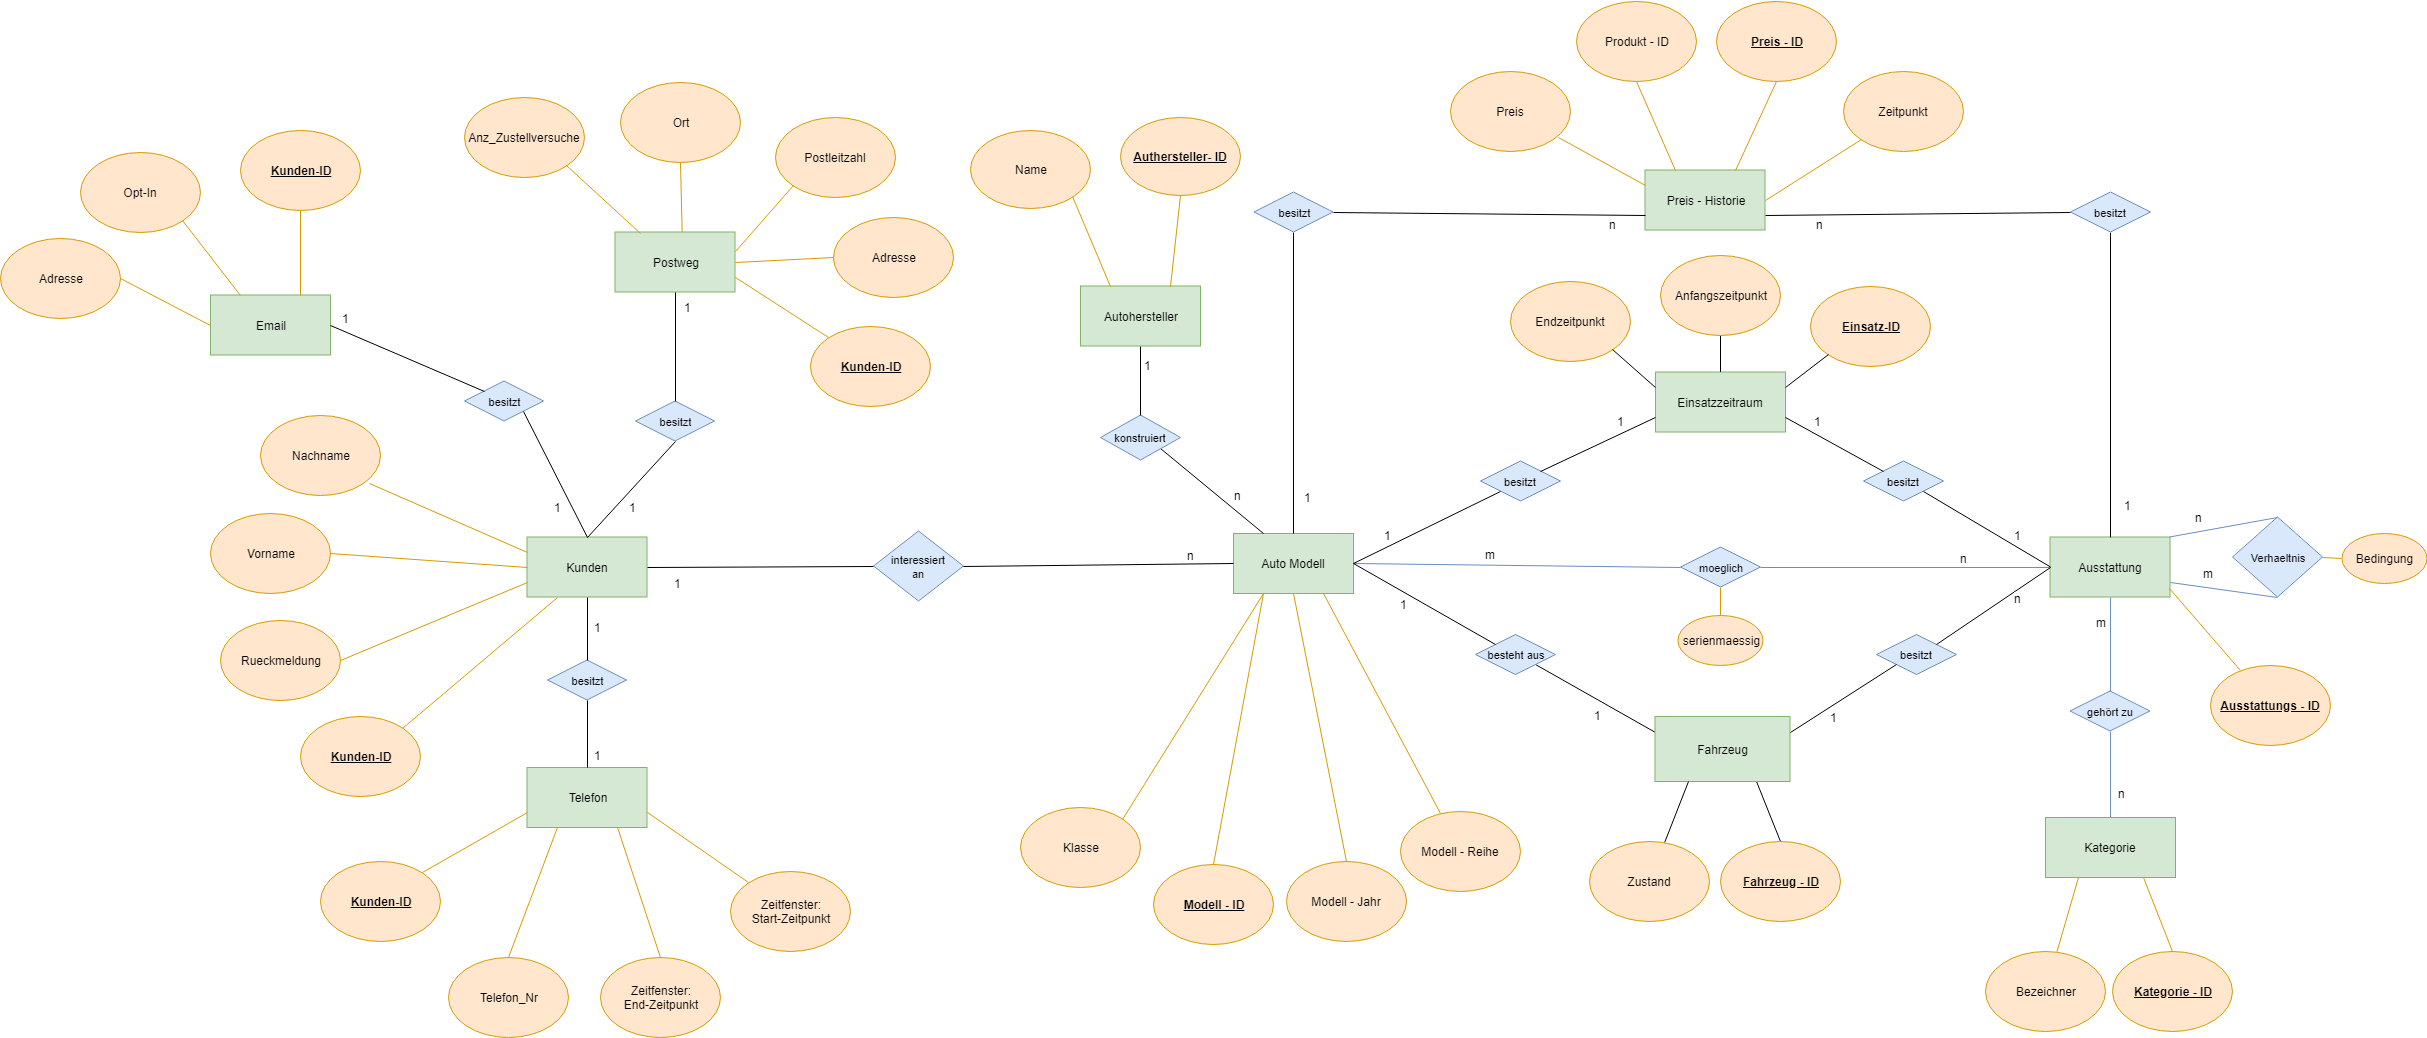 Produkt - ID
Preis - ID
Preis
Zeitpunkt
Preis - Historie
besitzt
n
n
besitzt
Anz_Zustellversuche
Ort
Postleitzahl
Adresse
Kunden-ID
Postweg
1
besitzt
1
Kunden-ID
Opt-In
Adresse
Email
1
besitzt
1
Name
Authersteller- ID
Autohersteller
1
konstruiert
n
1
Endzeitpunkt
Anfangszeitpunkt
Einsatz-ID
Einsatzzeitraum
1
1
besitzt
besitzt
1
1
1
Nachname
Vorname
Rueckmeldung
Kunden-ID
Kunden
1
interessiert
an
n
Auto Modell
m
moeglich
n
serienmaessig
Ausstattung
n
Verhaeltnis
m
Bedingung
Ausstattungs - ID
1
besitzt
1
Telefon
Kunden-ID
Telefon_Nr
Zeitfenster:
End-Zeitpunkt
Zeitfenster:
Start-Zeitpunkt
1
besteht aus
1
n
besitzt
1
Fahrzeug
Zustand
Fahrzeug - ID
Klasse
Modell - ID
Modell - Jahr
Modell - Reihe
m
gehört zu
n
Kategorie
Bezeichner
Kategorie - ID